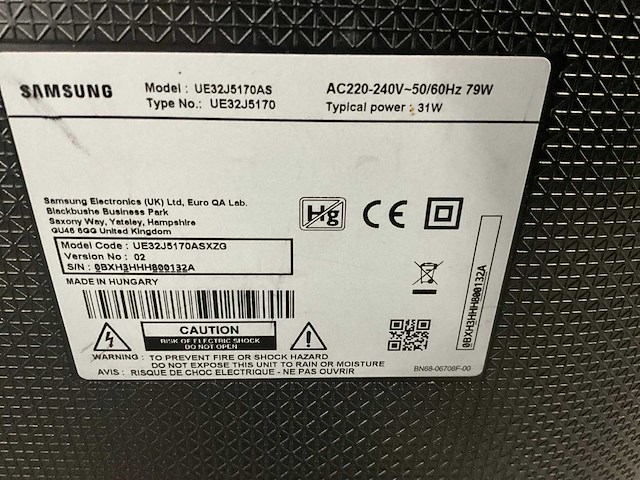 SAMSUNG
Model : UE32J5170AS
Type No.: UE32J5170
AC220-240V~50/60Hz 79W
Typical power : 31W
Samsung Electronics (UK) Ltd, Euro QA Lab.
Blackbushe Business Park
Saxony Way, Yateley, Hampshire
GU46 6GG United Kingdom
Hg
CE
Model Code : UE32J5170ASXZG
Version No : 02
S/N : 0BXH3HHH800132A
MADE IN HUNGARY
0BXH3HHH800132A
CAUTION
RISK OF ELECTRIC SHOCK
DO NOT OPEN
WARNING : TO PREVENT FIRE OR SHOCK HAZARD
DO NOT EXPOSE THIS UNIT TO RAIN OR MOISTURE
AVIS : RISQUE DE CHOC ELECTRIQUE - NE PAS OUVRIR
BN68-06706F-00